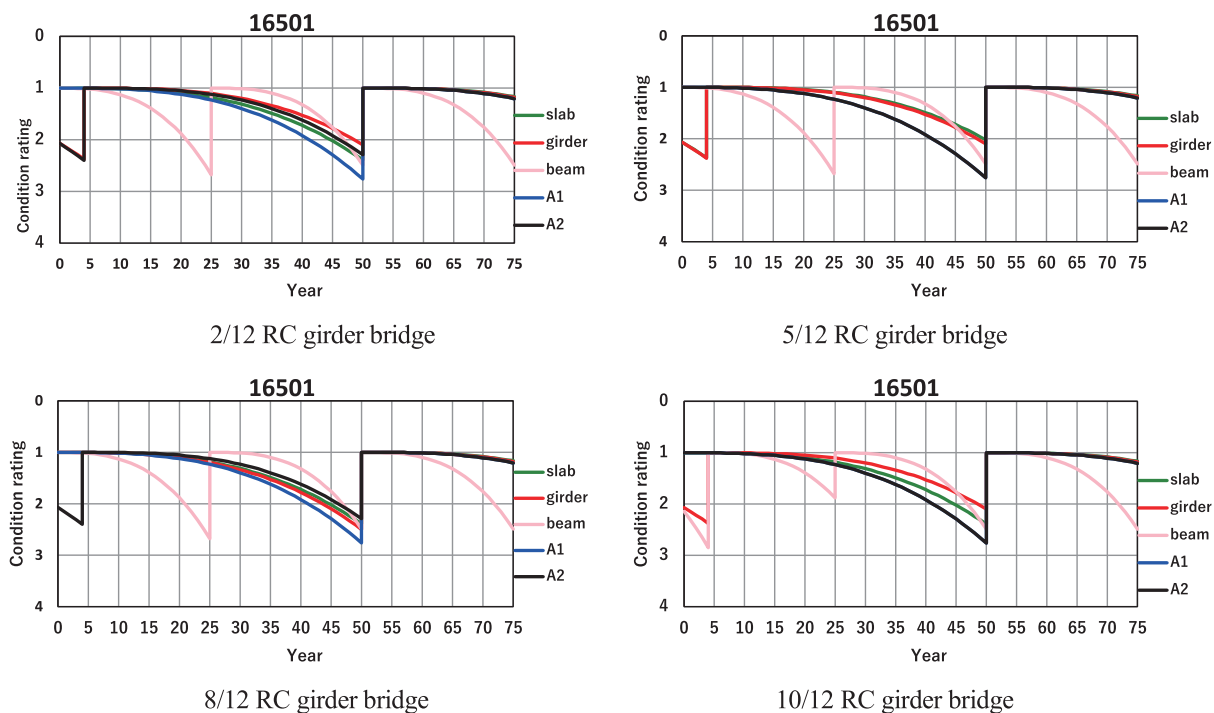 16501
0
1
2
3
4
Condition rating
0 5 10 15 20 25 30 35 40 45 50 55 60 65 70 75
Year
slab
girder
beam
A1
A2
2/12 RC girder bridge
16501
0
1
2
3
4
Condition rating
0 5 10 15 20 25 30 35 40 45 50 55 60 65 70 75
Year
slab
girder
beam
A1
A2
5/12 RC girder bridge
16501
0
1
2
3
4
Condition rating
0 5 10 15 20 25 30 35 40 45 50 55 60 65 70 75
Year
slab
girder
beam
A1
A2
8/12 RC girder bridge
16501
0
1
2
3
4
Condition rating
0 5 10 15 20 25 30 35 40 45 50 55 60 65 70 75
Year
slab
girder
beam
A1
A2
10/12 RC girder bridge